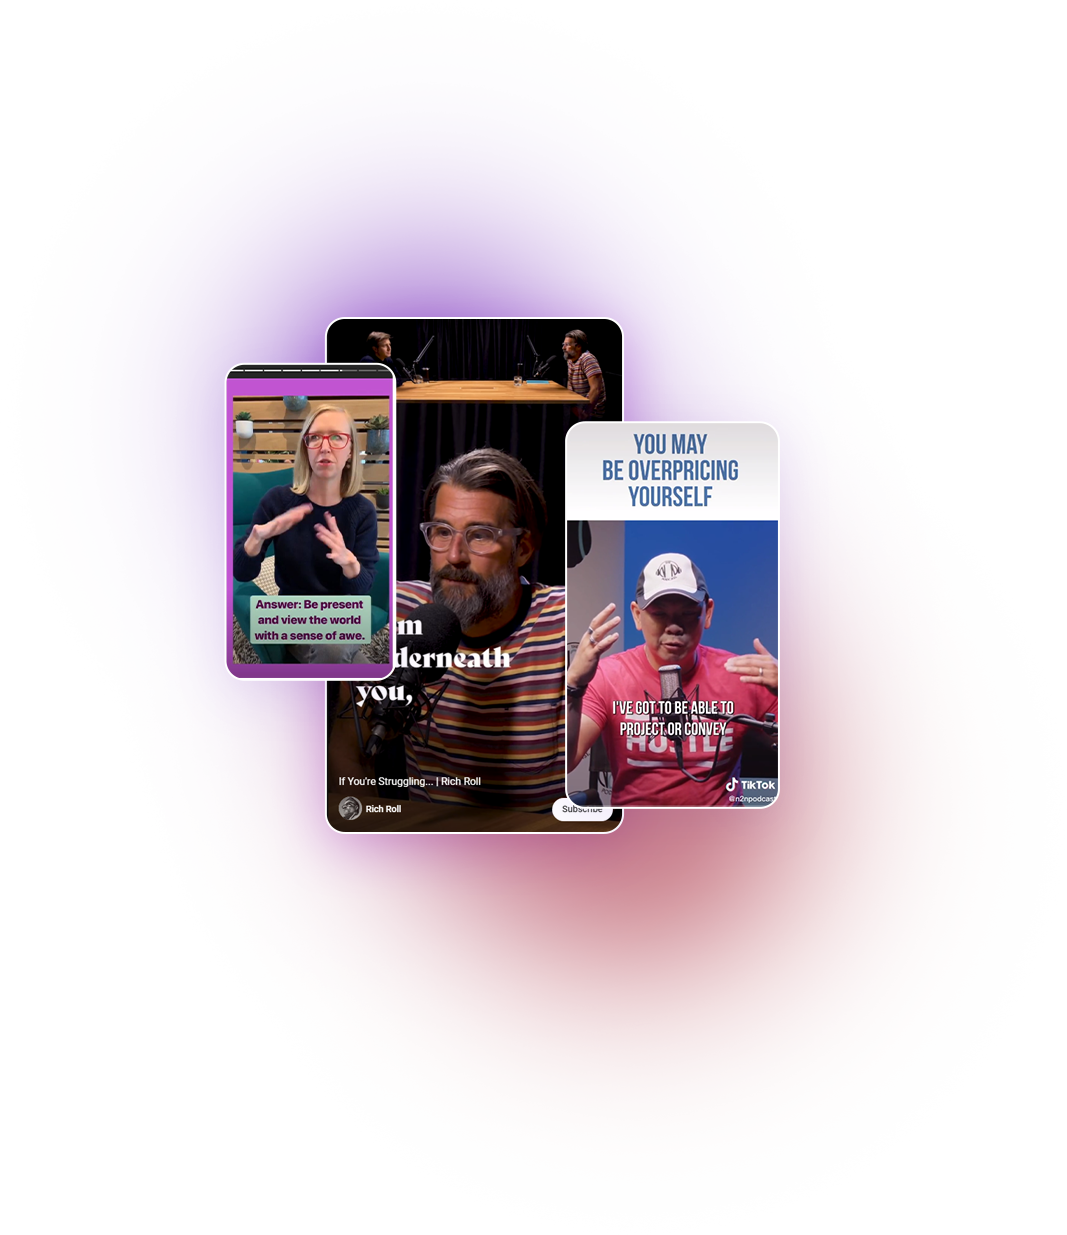 Answer: Be present
and view the world
with a sense of awe.
you,
If You're Struggling... | Rich Roll
Rich Roll
Subscribe
YOU MAY
BE OVERPRICING
YOURSELF
I'VE GOT TO BE ABLE TO
PROJECT OR CONVEY
HUSTLE
TikTok
@n2npodcast